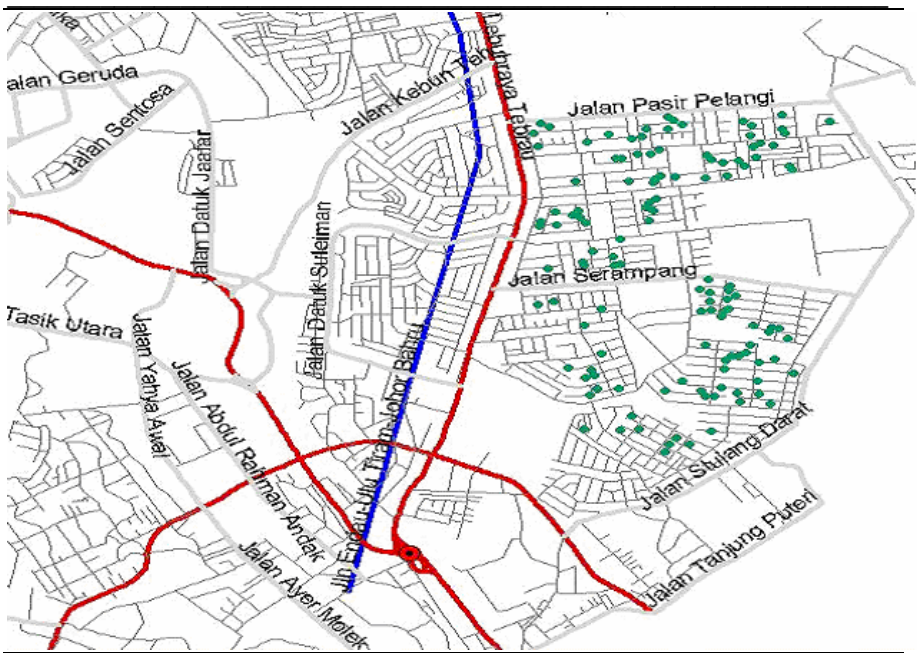 alan Geruda
Jalan Sentosa
Jalan Datuk Jaafar
Jalan Kebun Teh
Lebuhraya Tebrau
Jalan Pasir Pelangi
Jalan Datuk Suleiman
Jalan Serampang
Tasik Utara
Jalan Yahya Awal
Jalan Abdul Rahman Andak
Jln Endau-Ulu Tiram-Johor Bahru
Jalan Stulang Darat
Jalan Tanjung Puteri
Jalan Ayer Molek